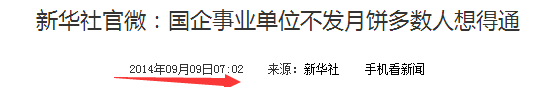 新华社官微：国企事业单位不发月饼多数人想得通
2014年09月09日07:02 来源：新华社 手机看新闻